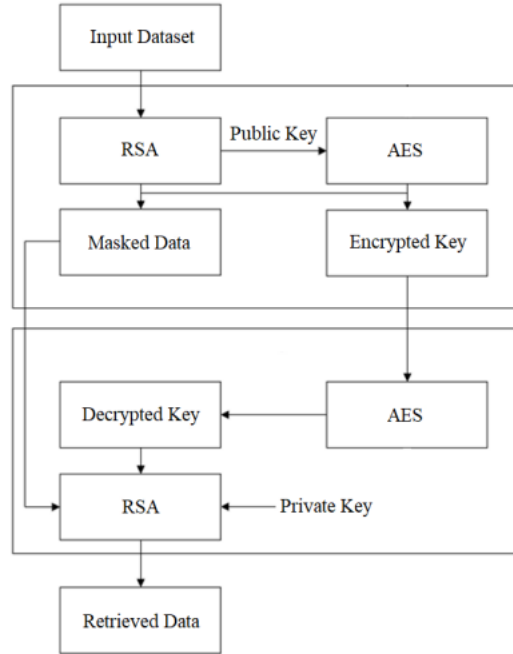 Input Dataset
RSA
Public Key
AES
Masked Data
Encrypted Key
Decrypted Key
AES
RSA
Private Key
Retrieved Data